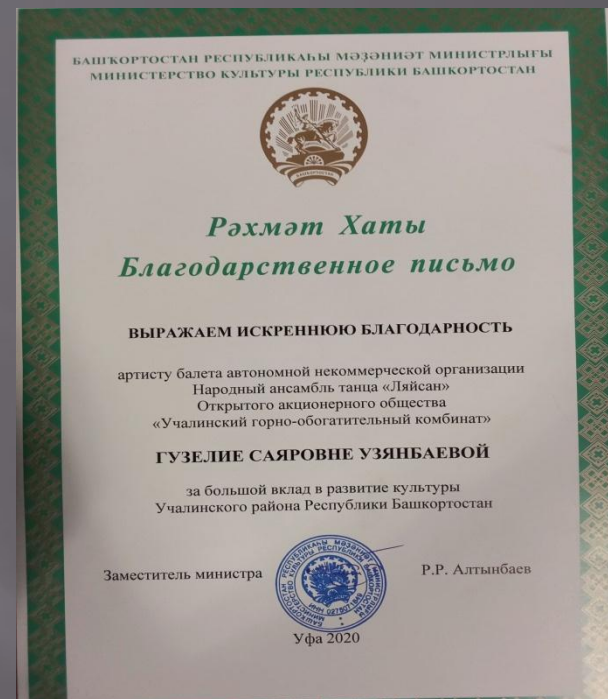 БАШҠОРТОСТАН РЕСПУБЛИКАҺЫ МӘҘӘНИӘТ МИНИСТРЛЫҒЫ
МИНИСТЕРСТВО КУЛЬТУРЫ РЕСПУБЛИКИ БАШКОРТОСТАН
Рәхмәт Хаты
Благодарственное письмо
ВЫРАЖАЕМ ИСКРЕННЮЮ БЛАГОДАРНОСТЬ
артисту балета автономной некоммерческой организации
Народный ансамбль танца «Ляйсан»
Открытого акционерного общества
«Учалинский горно-обогатительный комбинат»
ГУЗЕЛИЕ САЯРОВНЕ УЗЯНБАЕВОЙ
за большой вклад в развитие культуры
Учалинского района Республики Башкортостан
Заместитель министра
Р.Р. Алтынбаев
Уфа 2020